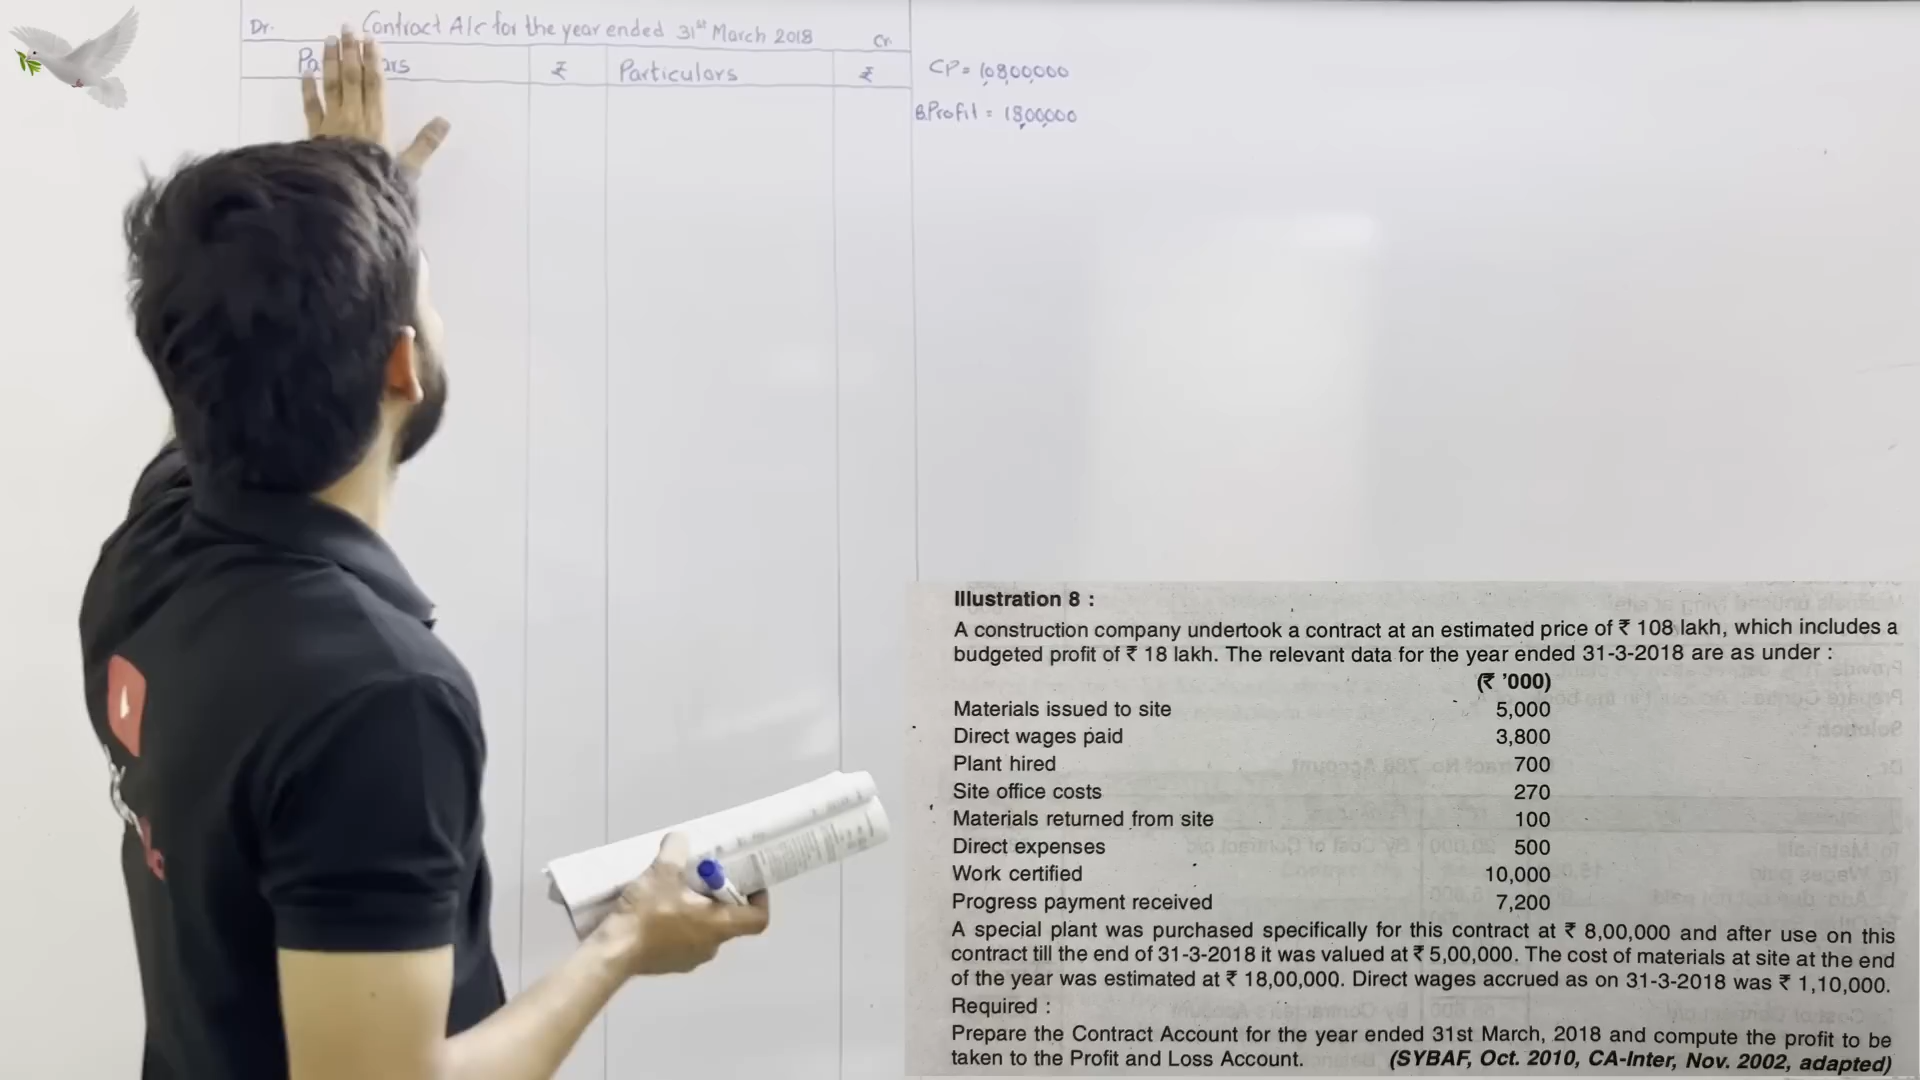 Dr. Contract A/c for the year ended 31st March 2018 Cr.
₹ Particulars ₹
CP = 10800000
B.Profit = 1800000
Illustration 8 :
A construction company undertook a contract at an estimated price of ₹ 108 lakh, which includes a
budgeted profit of ₹ 18 lakh. The relevant data for the year ended 31-3-2018 are as under :
(₹ '000)
Materials issued to site 5,000
Direct wages paid 3,800
Plant hired 700
Site office costs 270
Materials returned from site 100
Direct expenses 500
Work certified 10,000
Progress payment received 7,200
A special plant was purchased specifically for this contract at ₹ 8,00,000 and after use on this
contract till the end of 31-3-2018 it was valued at ₹ 5,00,000. The cost of materials at site at the end
of the year was estimated at ₹ 18,00,000. Direct wages accrued as on 31-3-2018 was ₹ 1,10,000.
Required :
Prepare the Contract Account for the year ended 31st March, 2018 and compute the profit to be
taken to the Profit and Loss Account. (SYBAF, Oct. 2010, CA-Inter, Nov. 2002, adapted)